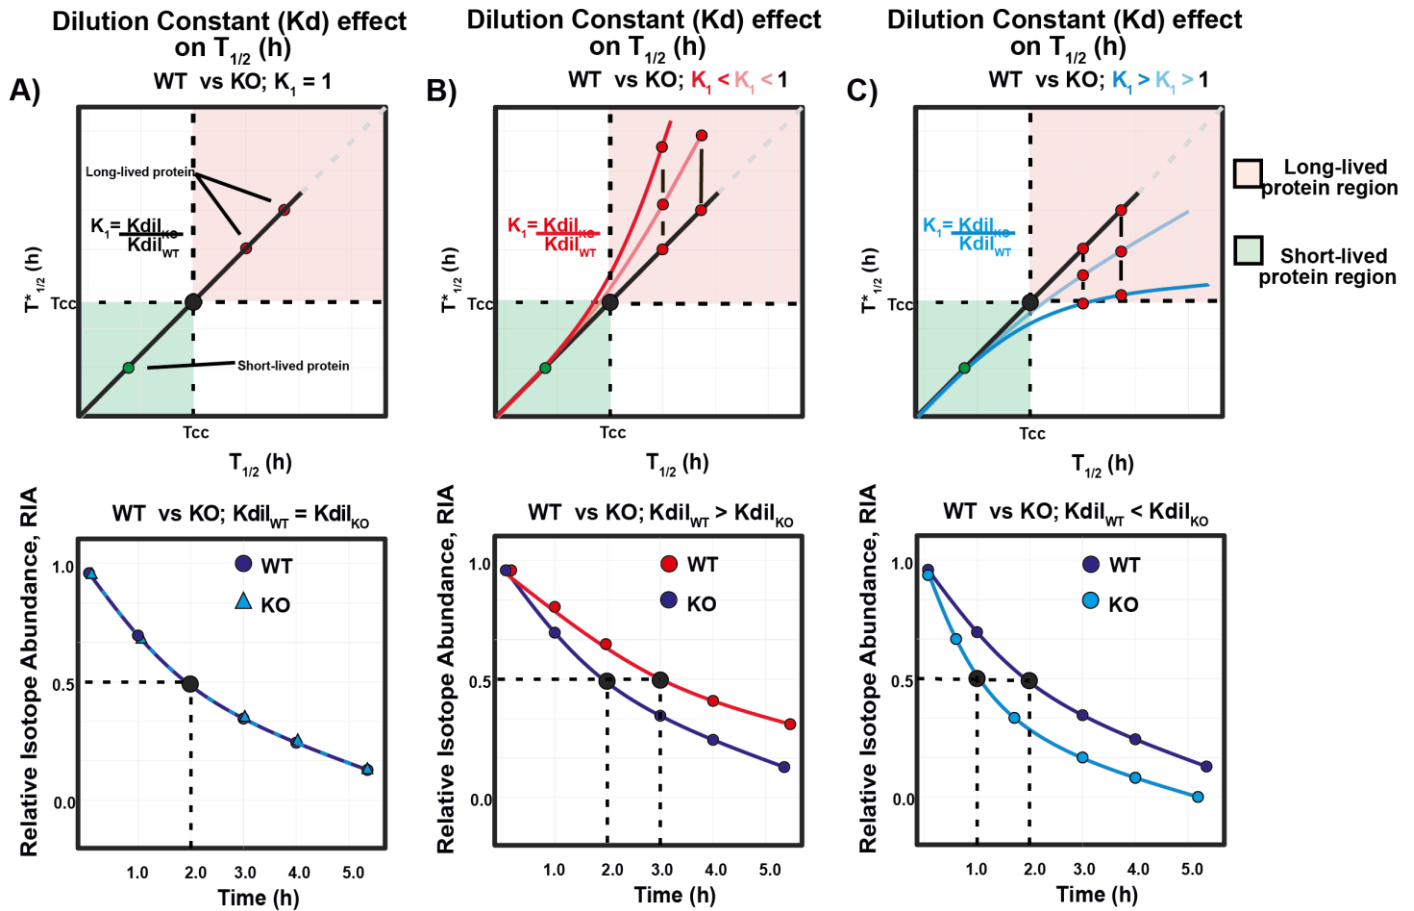 Dilution Constant (Kd) effect
on T1/2 (h)
WT vs KO; K1 = 1
A)
Long-lived protein
K1= KdilKO
KdilWT
T*1/2 (h)
Tcc
Short-lived protein
Tcc
T1/2 (h)
Dilution Constant (Kd) effect
on T1/2 (h)
WT vs KO; K1 < K1 < 1
B)
K1= KdilKO
KdilWT
T*1/2 (h)
Tcc
Tcc
T1/2 (h)
Dilution Constant (Kd) effect
on T1/2 (h)
WT vs KO; K1 > K1 > 1
C)
K1= KdilKO
KdilWT
T*1/2 (h)
Tcc
Tcc
T1/2 (h)
Long-lived
protein region
Short-lived
protein region
WT vs KO; KdilWT = KdilKO
Relative Isotope Abundance, RIA
1.0
0.5
0.0
WT
KO
1.0 2.0 3.0 4.0 5.0
Time (h)
WT vs KO; KdilWT > KdilKO
Relative Isotope Abundance, RIA
1.0
0.5
0.0
WT
KO
1.0 2.0 3.0 4.0 5.0
Time (h)
WT vs KO; KdilWT < KdilKO
Relative Isotope Abundance, RIA
1.0
0.5
0.0
WT
KO
1.0 2.0 3.0 4.0 5.0
Time (h)